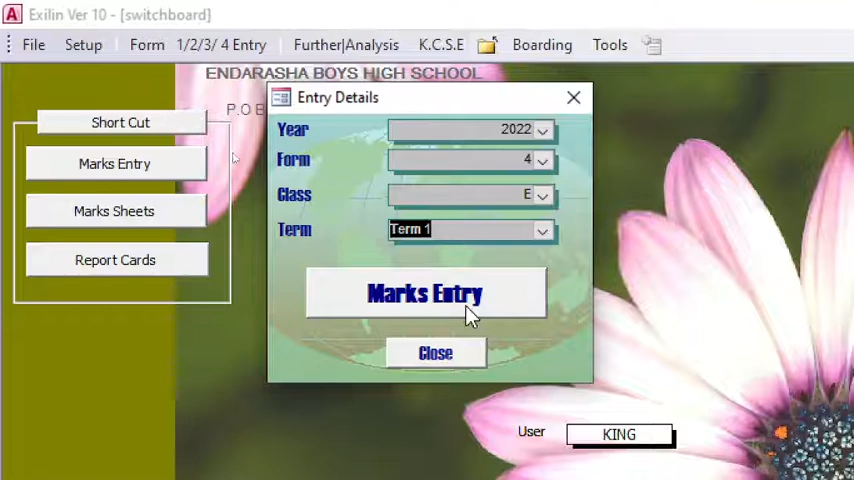 Exilin Ver 10 - [switchboard]
File Setup Form 1/2/3/ 4 Entry Further|Analysis K.C.S.E Boarding Tools
ENDARASHA BOYS HIGH SCHOOL
P.O B
Short Cut
Marks Entry
Marks Sheets
Report Cards
Entry Details
Year 2022
Form 4
Class E
Term Term 1
Marks Entry
Close
User KING